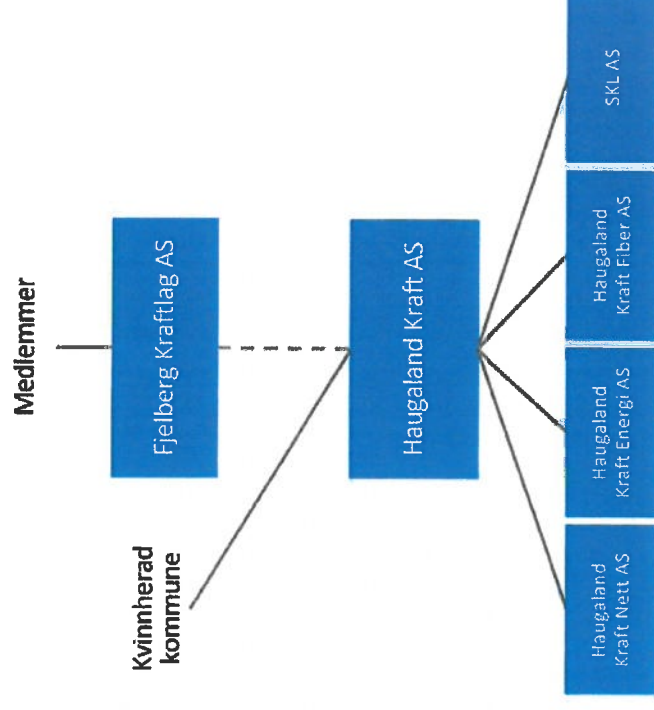 Medlemmer
Fjelberg Kraftlag AS
Kvinnherad
kommune
Haugaland Kraft AS
Haugaland
Kraft Nett AS
Haugaland
Kraft Energi AS
Haugaland
Kraft Fiber AS
SKL AS